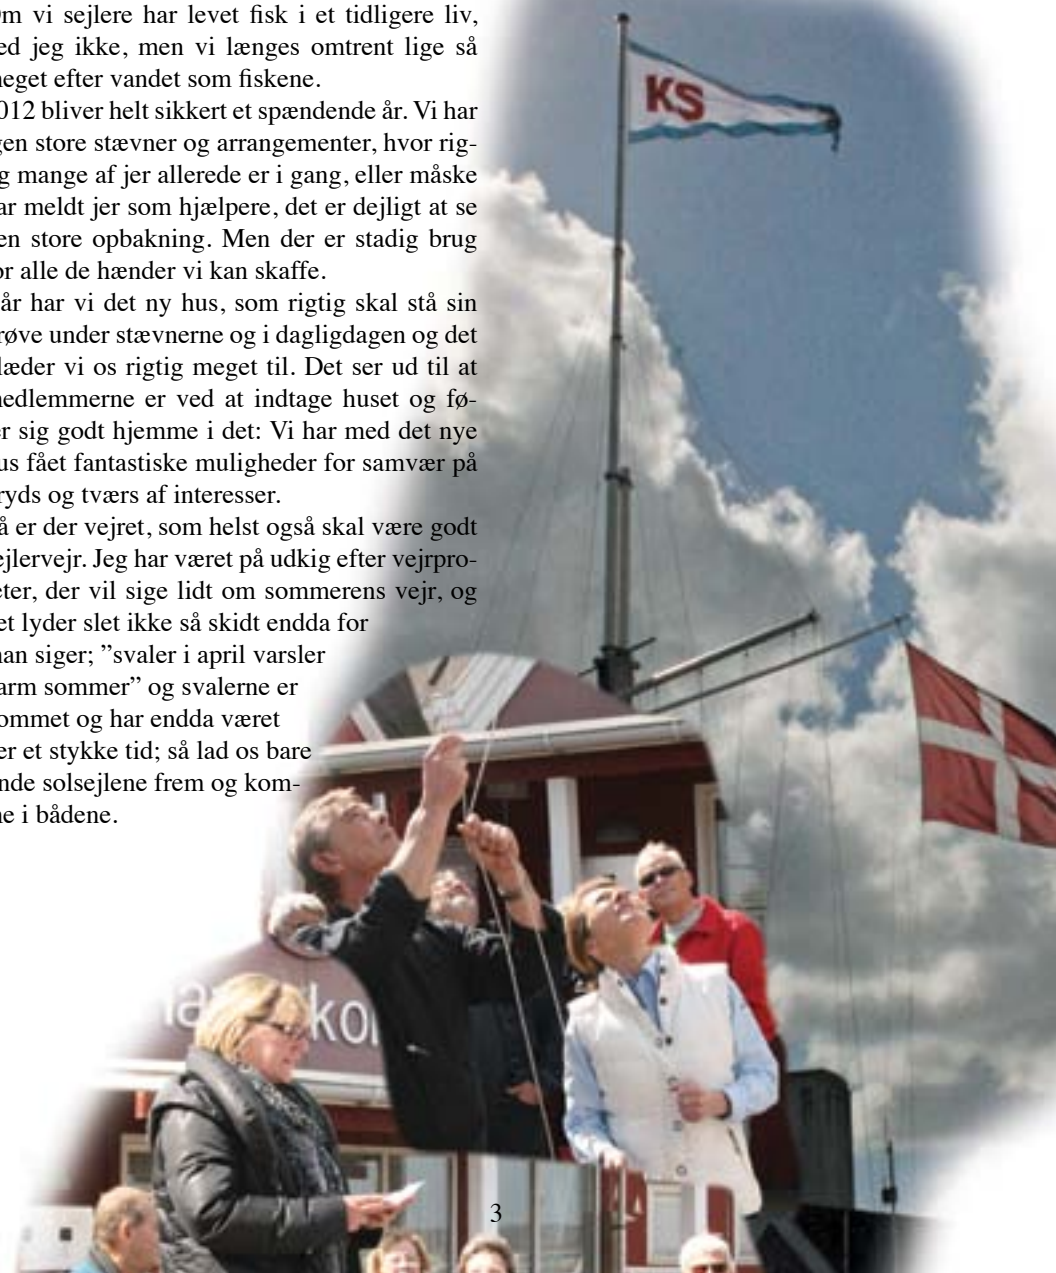 m vi sejlere har levet fisk i et tidligere liv,
ed jeg ikke, men vi længes omtrent lige så
eget efter vandet som fiskene.
012 bliver helt sikkert et spændende år. Vi har
gen store stævner og arrangementer, hvor rig-
g mange af jer allerede er i gang, eller måske
ar meldt jer som hjælpere, det er dejligt at se
en store opbakning. Men der er stadig brug
or alle de hænder vi kan skaffe.
år har vi det ny hus, som rigtig skal stå sin
røve under stævnerne og i dagligdagen og det
læder vi os rigtig meget til. Det ser ud til at
edlemmerne er ved at indtage huset og fø-
er sig godt hjemme i det: Vi har med det nye
us fået fantastiske muligheder for samvær på
ryds og tværs af interesser.
å er der vejret, som helst også skal være godt
ejlervejr. Jeg har været på udkig efter vejrpro-
eter, der vil sige lidt om sommerens vejr, og
et lyder slet ikke så skidt endda for
an siger; ”svaler i april varsler
arm sommer” og svalerne er
ommet og har endda været
er et stykke tid; så lad os bare
nde solsejlene frem og kom-
e i bådene.
KS
ko
3